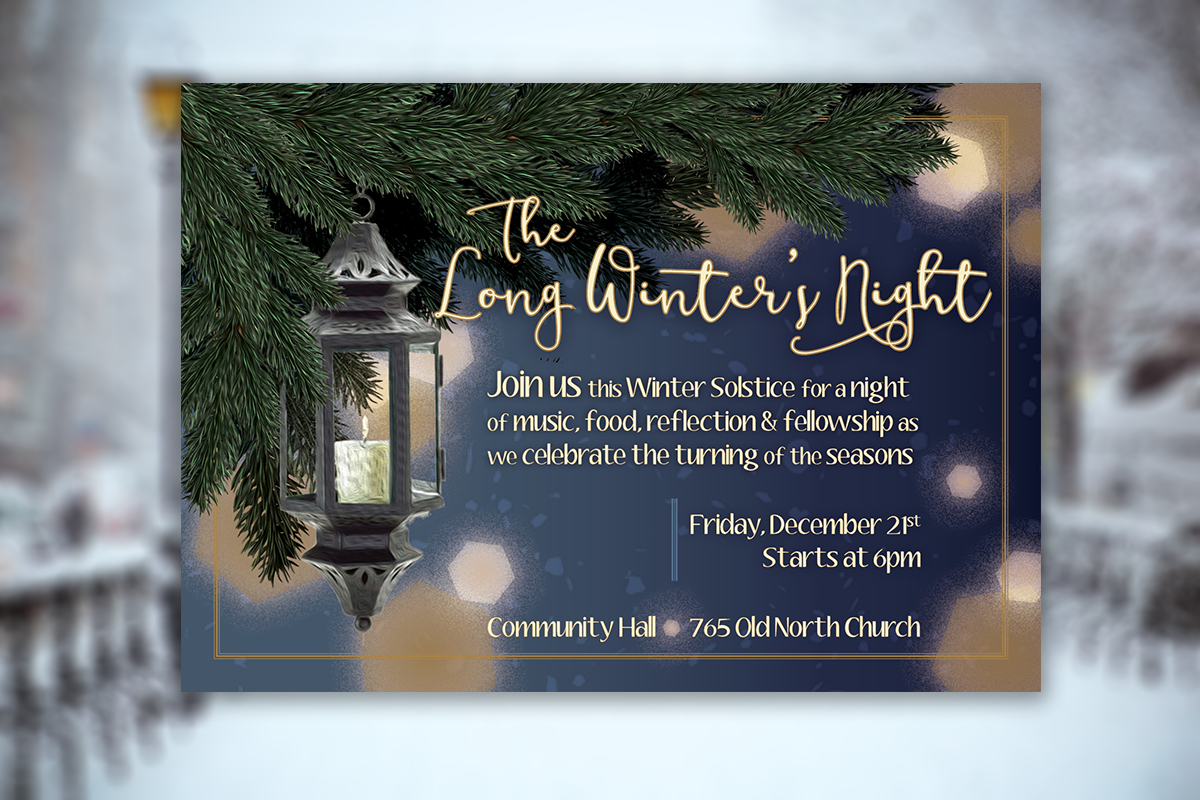 The
Long Winter's Night
Join us this Winter Solstice for a night
of music, food, reflection & fellowship as
we celebrate the turning of the seasons
Friday, December 21st
Starts at 6pm
Community Hall 765 Old North Church